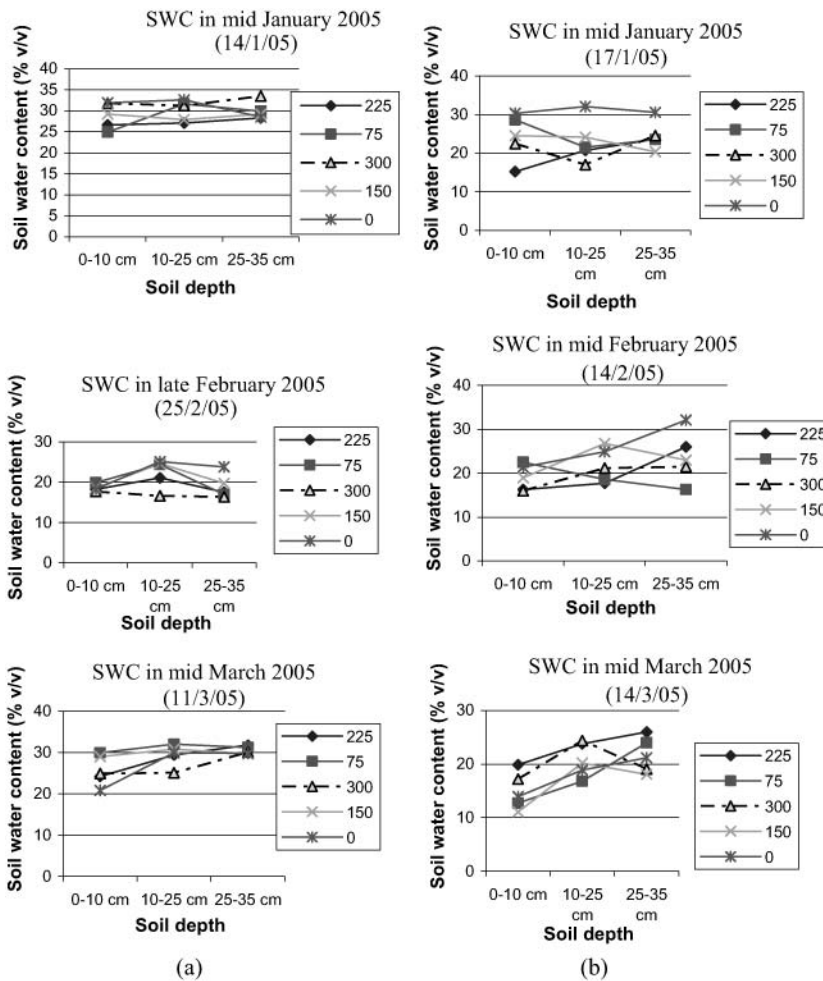 SWC in mid January 2005
(14/1/05)
Soil water content (% v/v)
40
35
30
25
20
15
10
5
0
0-10 cm
10-25 cm
25-35 cm
Soil depth
225
75
300
150
0
SWC in mid January 2005
(17/1/05)
Soil water content (% v/v)
40
30
20
10
0
0-10 cm
10-25
cm
25-35
cm
Soil depth
225
75
300
150
0
SWC in late February 2005
(25/2/05)
Soil water content (% v/v)
30
20
10
0
0-10 cm
10-25
cm
25-35
cm
Soil depth
225
75
300
150
0
SWC in mid February 2005
(14/2/05)
Soil water content (% v/v)
40
30
20
10
0
0-10 cm
10-25 cm
25-35 cm
Soil depth
225
75
300
150
0
SWC in mid March 2005
(11/3/05)
Soil water content (% v/v)
40
30
20
10
0
0-10 cm
10-25 cm
25-35 cm
Soil depth
225
75
300
150
0
SWC in mid March 2005
(14/3/05)
Soil water content (% v/v)
30
20
10
0
0-10 cm
10-25
cm
25-35
cm
Soil depth
225
75
300
150
0
(a)
(b)